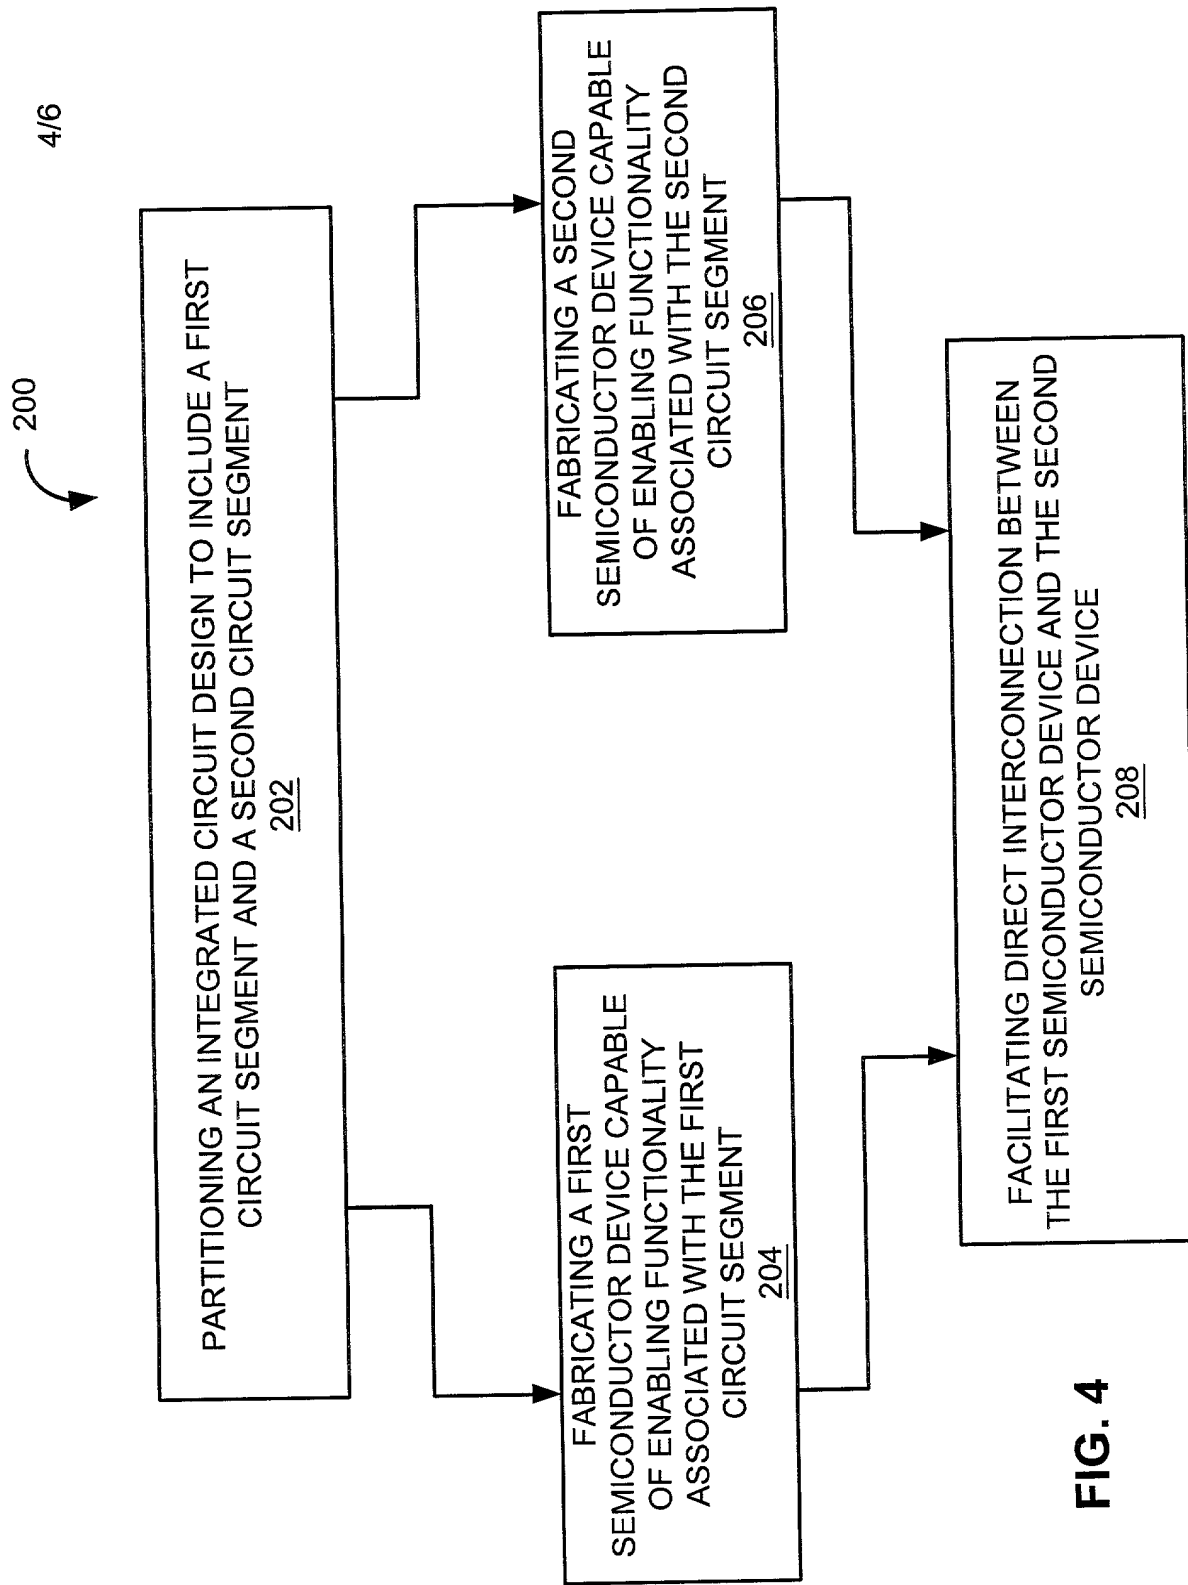 4/6
200
PARTITIONING AN INTEGRATED CIRCUIT DESIGN TO INCLUDE A FIRST
CIRCUIT SEGMENT AND A SECOND CIRCUIT SEGMENT
202
FABRICATING A FIRST
SEMICONDUCTOR DEVICE CAPABLE
OF ENABLING FUNCTIONALITY
ASSOCIATED WITH THE FIRST
CIRCUIT SEGMENT
204
FABRICATING A SECOND
SEMICONDUCTOR DEVICE CAPABLE
OF ENABLING FUNCTIONALITY
ASSOCIATED WITH THE SECOND
CIRCUIT SEGMENT
206
FACILITATING DIRECT INTERCONNECTION BETWEEN
THE FIRST SEMICONDUCTOR DEVICE AND THE SECOND
SEMICONDUCTOR DEVICE
208
FIG. 4